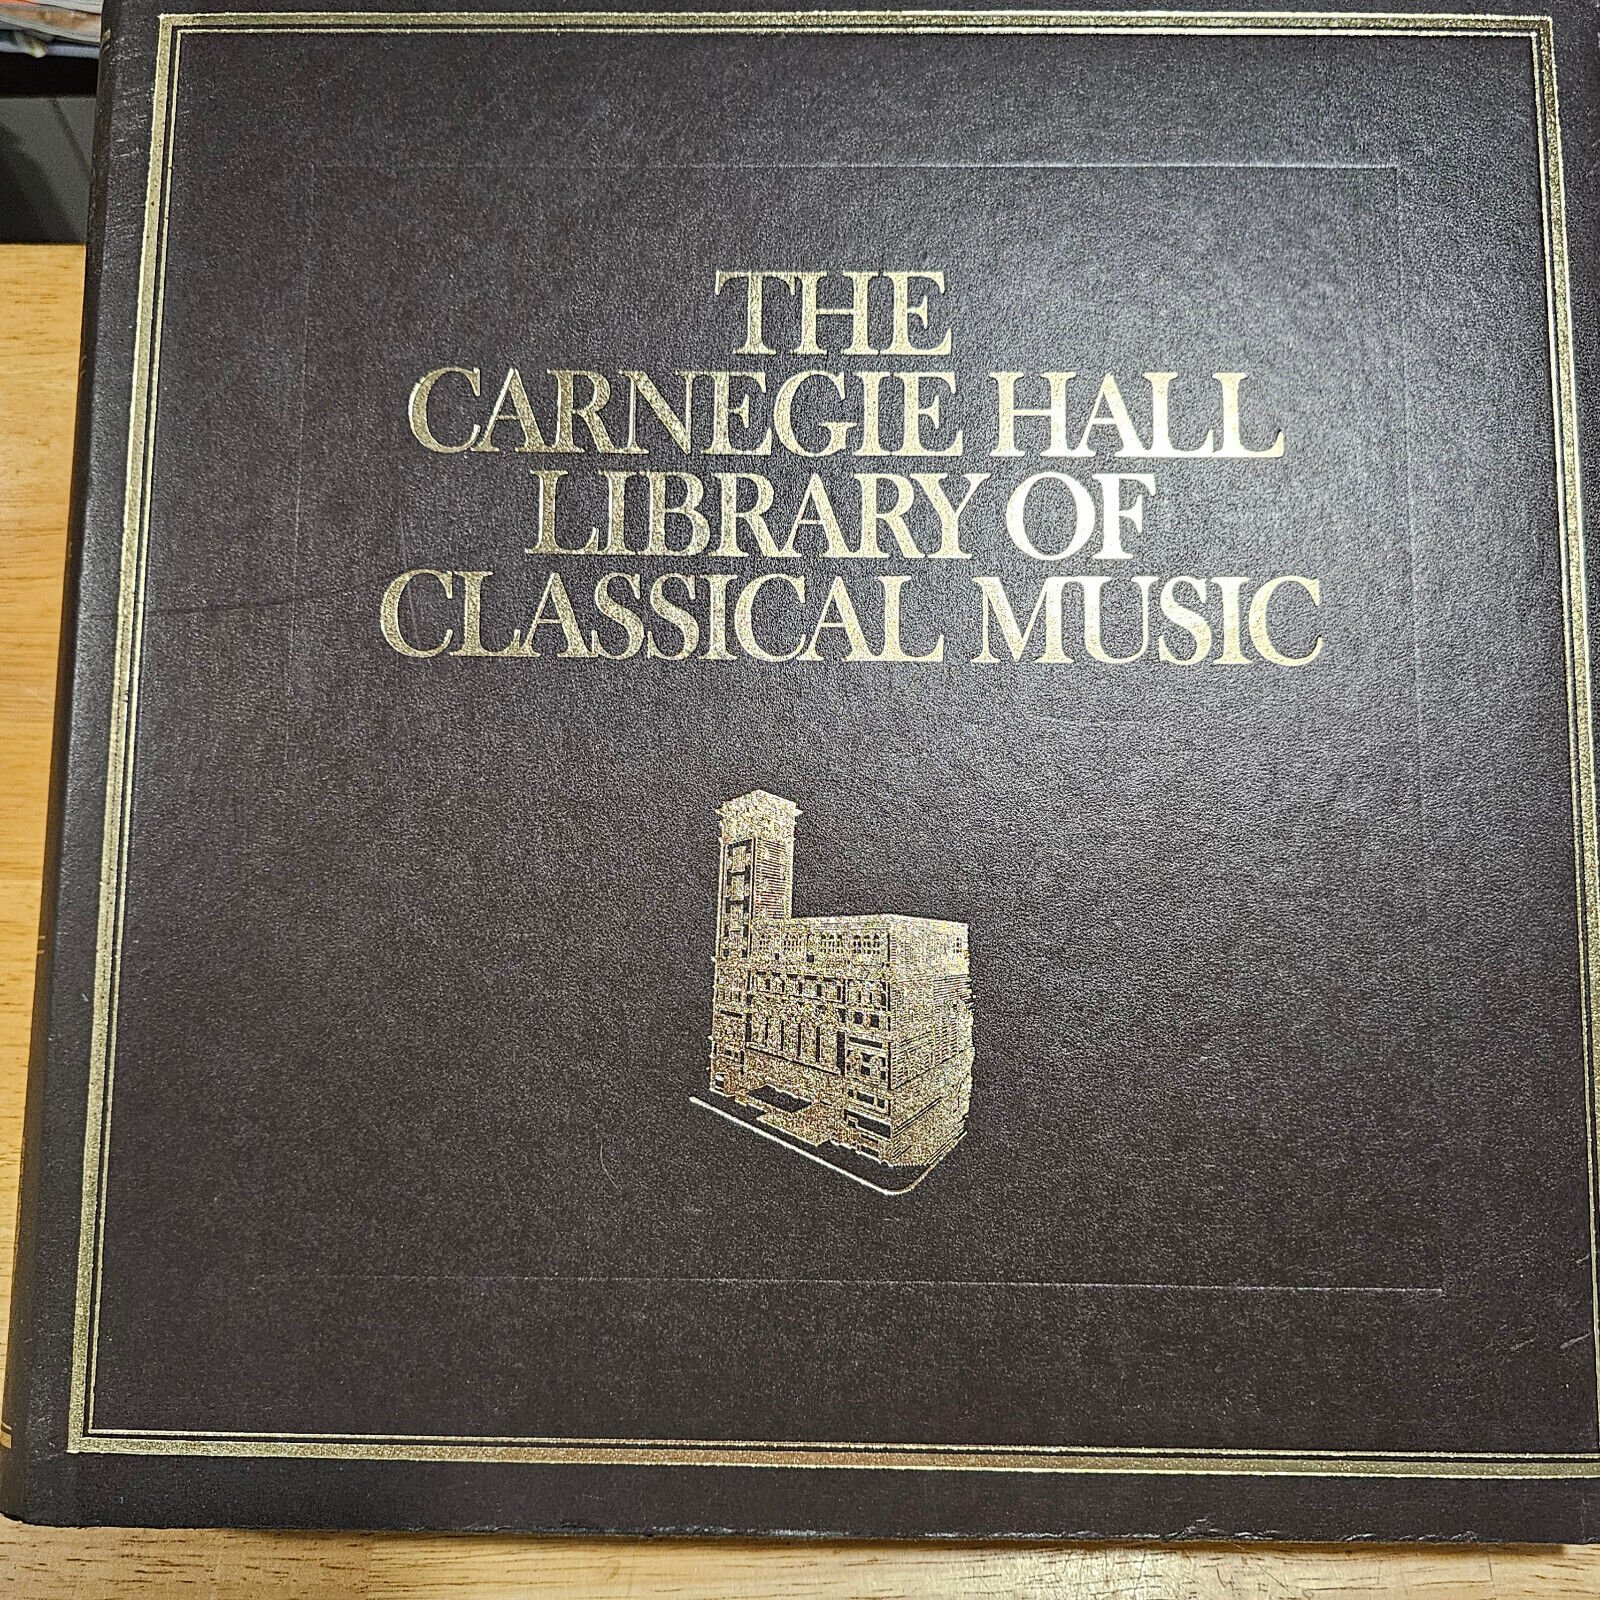 THE
CARNEGIE HALL
LIBRARY OF
CLASSICAL MUSIC